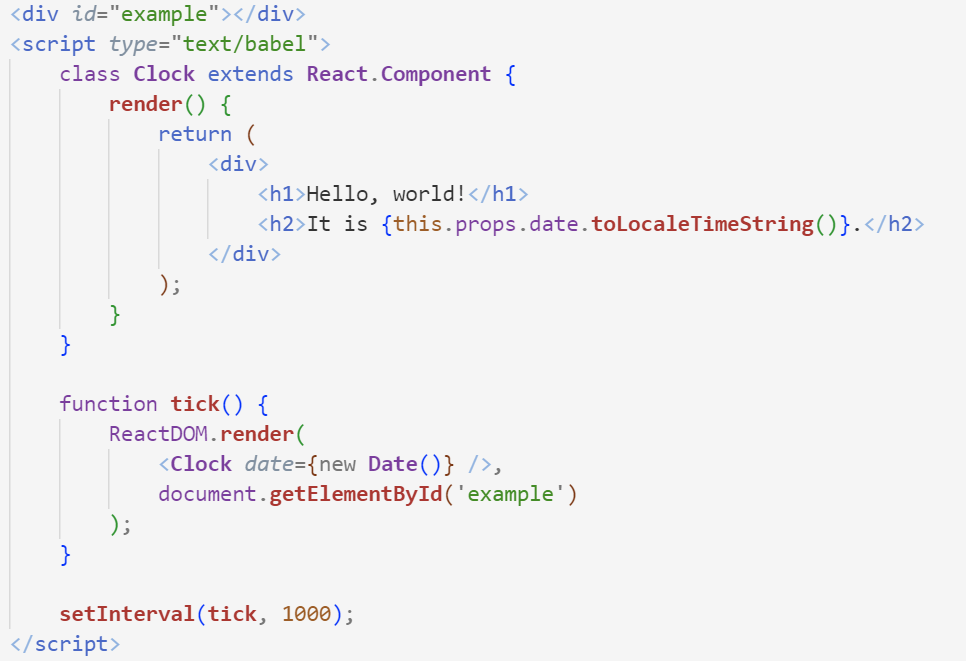 <div id="example"></div>
<script type="text/babel">
    class Clock extends React.Component {
        render() {
            return (
                <div>
                    <h1>Hello, world!</h1>
                    <h2>It is {this.props.date.toLocaleTimeString()}.</h2>
                </div>
            );
        }
    }

    function tick() {
        ReactDOM.render(
            <Clock date={new Date()} />,
            document.getElementById('example')
        );
    }

    setInterval(tick, 1000);
</script>